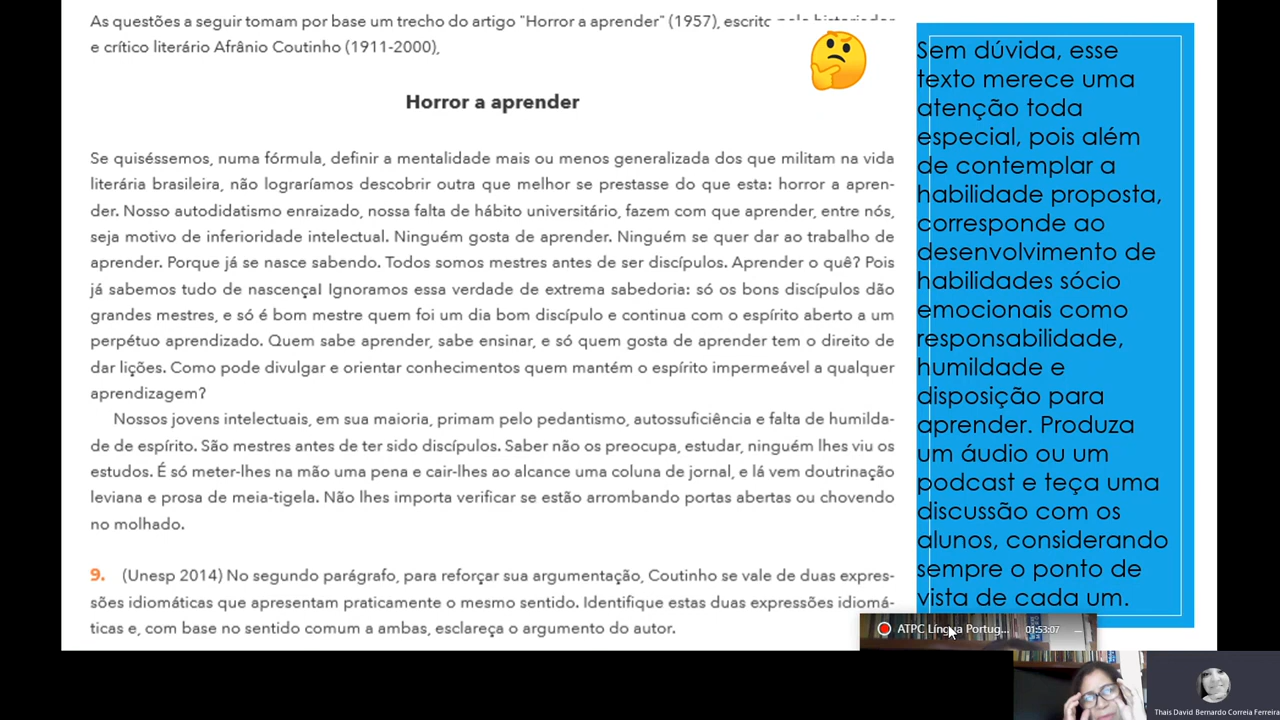 As questões a seguir tomam por base um trecho do artigo "Horror a aprender" (1957), escrito pelo historiador
e crítico literário Afrânio Coutinho (1911-2000),
Horror a aprender
Se quiséssemos, numa fórmula, definir a mentalidade mais ou menos generalizada dos que militam na vida
literária brasileira, não lograríamos descobrir outra que melhor se prestasse do que esta: horror a apren-
der. Nosso autodidatismo enraizado, nossa falta de hábito universitário, fazem com que aprender, entre nós,
seja motivo de inferioridade intelectual. Ninguém gosta de aprender. Ninguém se quer dar ao trabalho de
aprender. Porque já se nasce sabendo. Todos somos mestres antes de ser discípulos. Aprender o quê? Pois
já sabemos tudo de nascença! Ignoramos essa verdade de extrema sabedoria: só os bons discípulos dão
grandes mestres, e só é bom mestre quem foi um dia bom discípulo e continua com o espírito aberto a um
perpétuo aprendizado. Quem sabe aprender, sabe ensinar, e só quem gosta de aprender tem o direito de
dar lições. Como pode divulgar e orientar conhecimentos quem mantém o espírito impermeável a qualquer
aprendizagem?
Nossos jovens intelectuais, em sua maioria, primam pelo pedantismo, autossuficiência e falta de humilda-
de de espírito. São mestres antes de ter sido discípulos. Saber não os preocupa, estudar, ninguém lhes viu os
estudos. É só meter-lhes na mão uma pena e cair-lhes ao alcance uma coluna de jornal, e lá vem doutrinação
leviana e prosa de meia-tigela. Não lhes importa verificar se estão arrombando portas abertas ou chovendo
no molhado.
9. (Unesp 2014) No segundo parágrafo, para reforçar sua argumentação, Coutinho se vale de duas expres-
sões idiomáticas que apresentam praticamente o mesmo sentido. Identifique estas duas expressões idiomá-
ticas e, com base no sentido comum a ambas, esclareça o argumento do autor.
Sem dúvida, esse
texto merece uma
atenção toda
especial, pois além
de contemplar a
habilidade proposta,
corresponde ao
desenvolvimento de
habilidades sócio
emocionais como
responsabilidade,
humildade e
disposição para
aprender. Produza
um áudio ou um
podcast e teça uma
discussão com os
alunos, considerando
sempre o ponto de
vista de cada um.
ATPC Língua Portug... 01:53:07
Thais David Bernardo Correia Ferreira